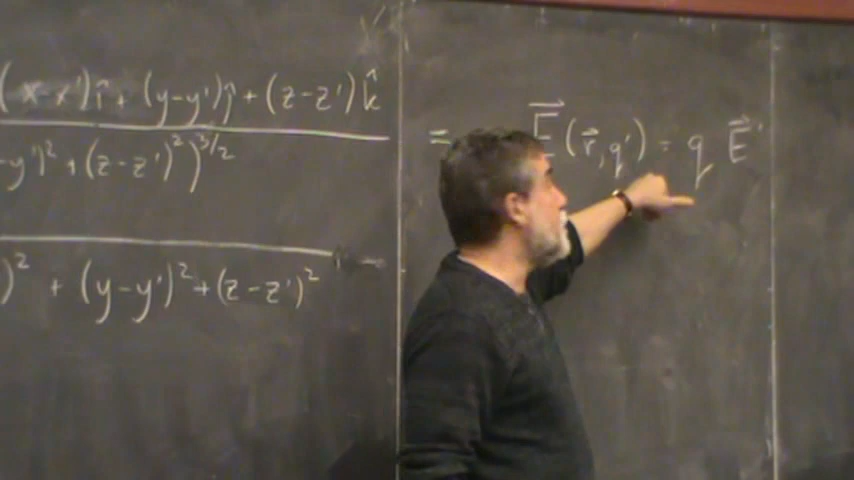 (x-x')î + (y-y')ĵ + (z-z')k̂
-y')² + (z-z')²)^3/2
)² + (y-y')² + (z-z')²
= E⃗(r⃗,q') = q E⃗'